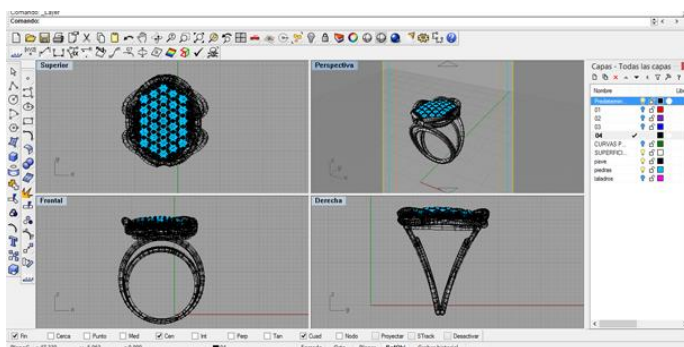 Comando: _Layer
Comando:
Superior
Perspectiva
Capas - Todas las capas
Nombre
01
02
03
04
CURVAS P...
SUPERFICI...
pave
piedras
taladros
Frontal
Derecha
Fin Cerca Punto Med Cen Int Perp Tan Cuad Nodo Proyectar STrack Desactivar